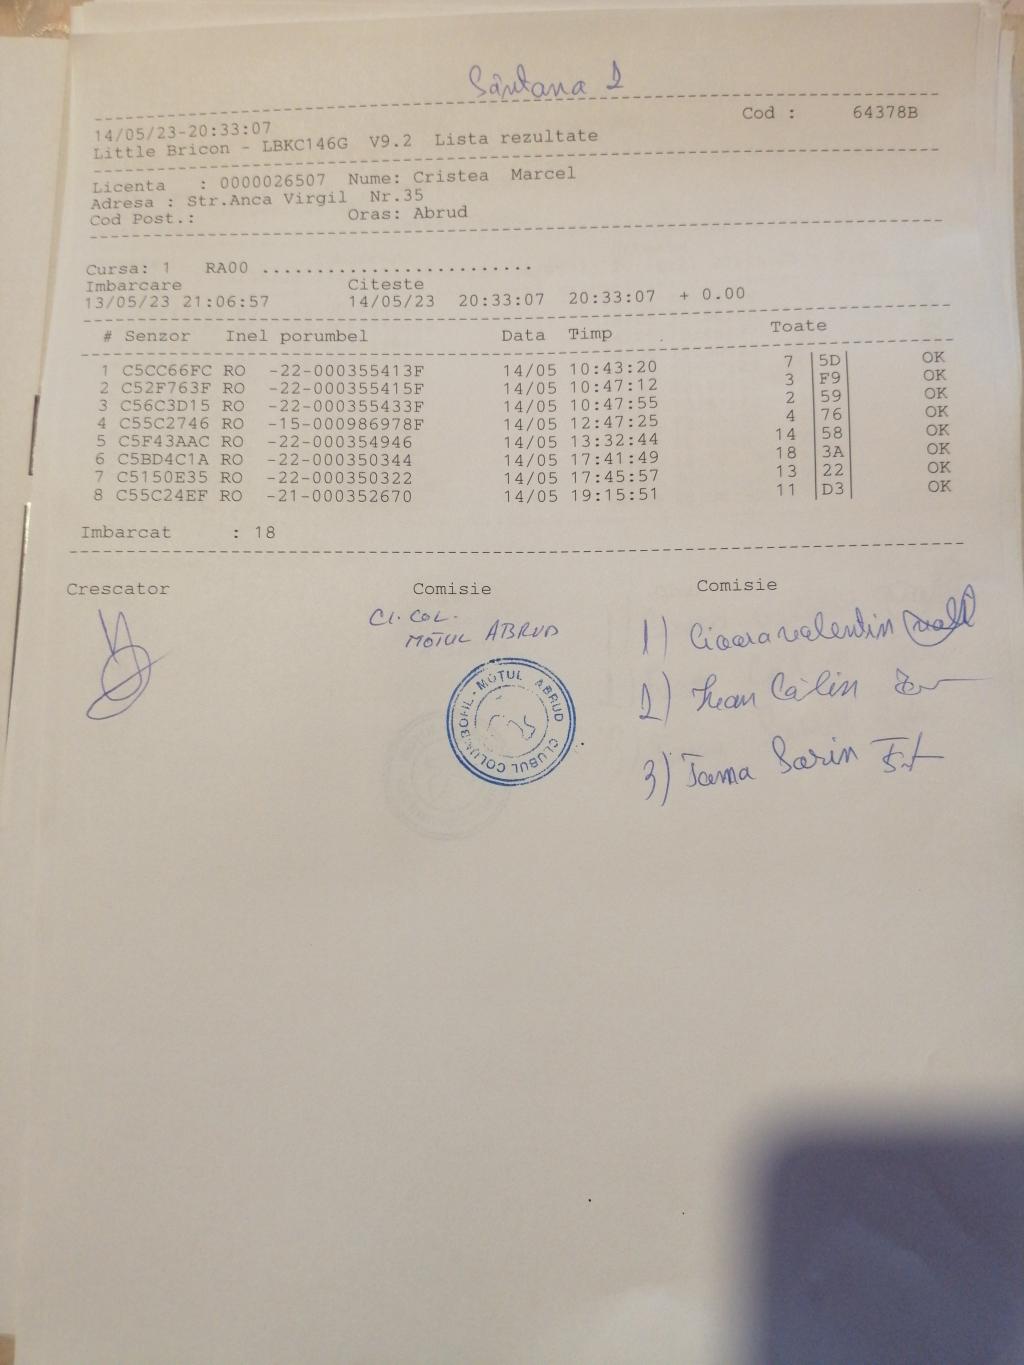 Sântana 2
Cod : 64378B
14/05/23-20:33:07
Little Bricon - LBKC146G V9.2 Lista rezultate
Licenta : 0000026507 Nume: Cristea Marcel
Adresa : Str.Anca Virgil Nr.35
Cod Post.: Oras: Abrud
Cursa: 1 RA00 .........................
Imbarcare Citeste
13/05/23 21:06:57 14/05/23 20:33:07 20:33:07 + 0.00
# Senzor Inel porumbel Data Timp Toate
1 C5CC66FC RO -22-000355413F 14/05 10:43:20 7 |5D| OK
2 C52F763F RO -22-000355415F 14/05 10:47:12 3 |F9| OK
3 C56C3D15 RO -22-000355433F 14/05 10:47:55 2 |59| OK
4 C55C2746 RO -15-000986978F 14/05 12:47:25 4 |76| OK
5 C5F43AAC RO -22-000354946 14/05 13:32:44 14 |58| OK
6 C5BD4C1A RO -22-000350344 14/05 17:41:49 18 |3A| OK
7 C5150E35 RO -22-000350322 14/05 17:45:57 13 |22| OK
8 C55C24EF RO -21-000352670 14/05 19:15:51 11 |D3| OK
Imbarcat : 18
Crescator Comisie Comisie
Cl. COL.
MOTUL ABRUD
CLUBUL COLUMBOFIL - MOTUL ABRUD
1) valentin
2) Călin
3) Sorin